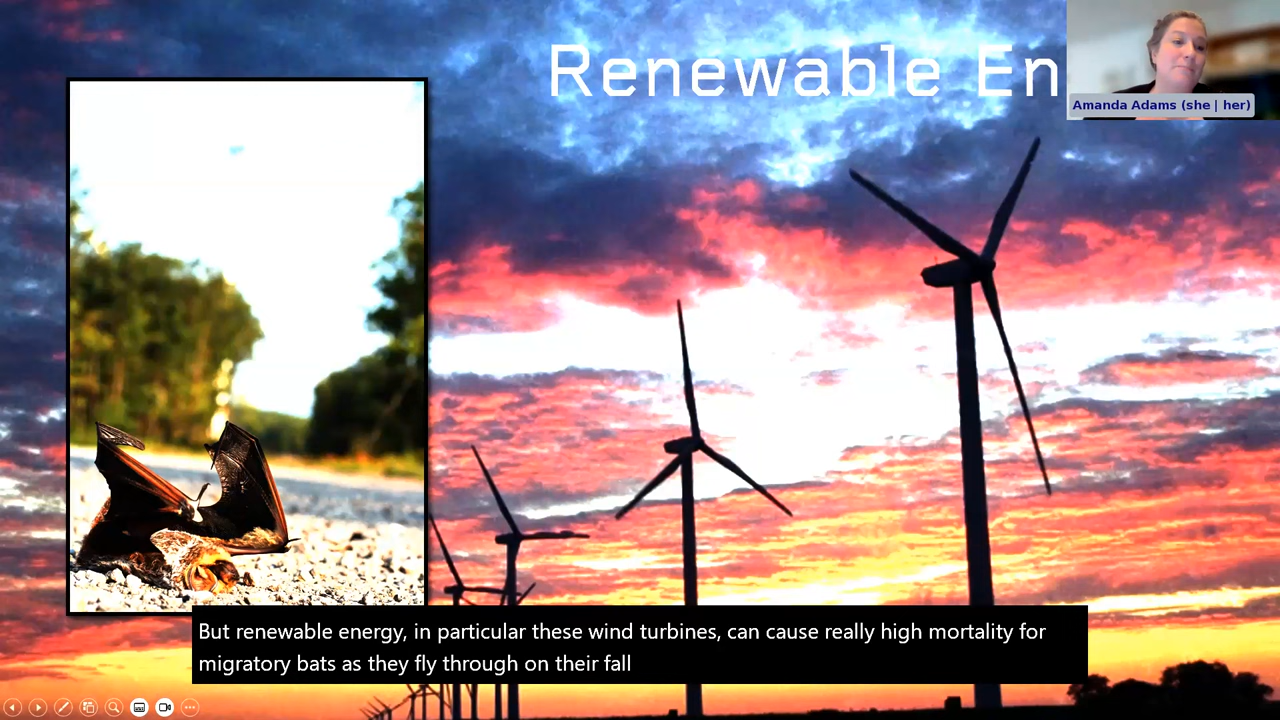 Renewable En
Amanda Adams (she | her)
But renewable energy, in particular these wind turbines, can cause really high mortality for
migratory bats as they fly through on their fall